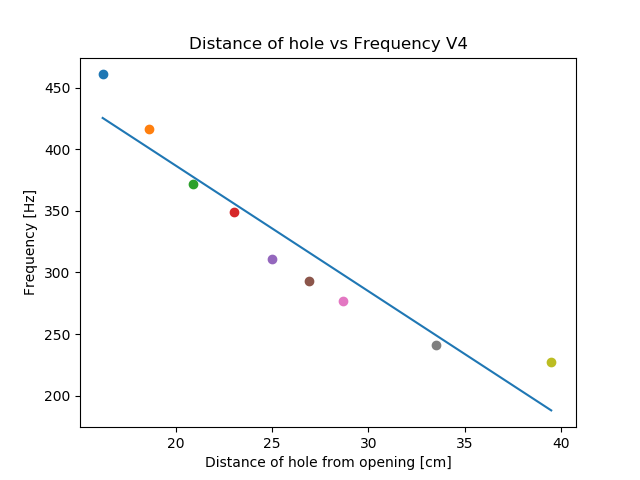 Distance of hole vs Frequency V4
450
400
350
300
250
200
Frequency [Hz]
20 25 30 35 40
Distance of hole from opening [cm]